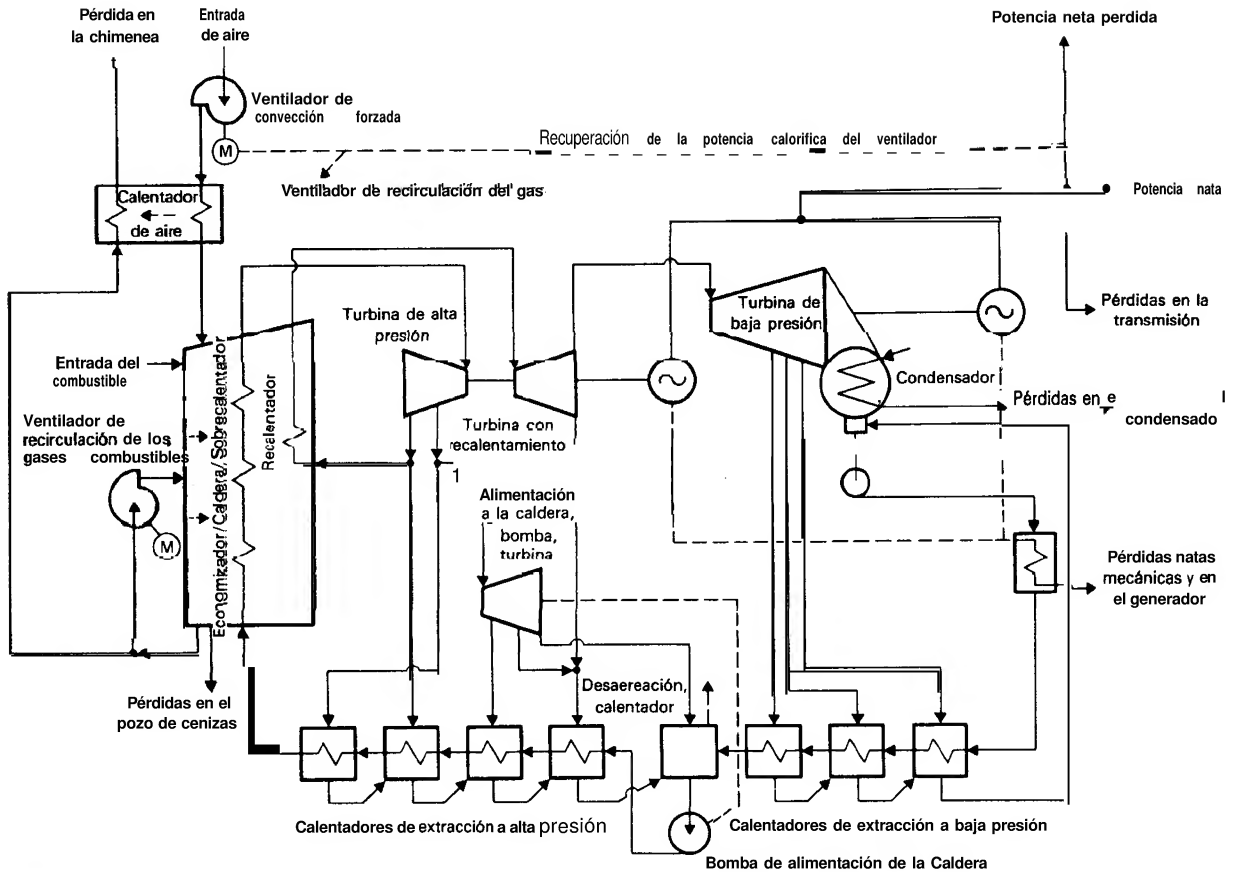 Pérdida en
la chimenea
Entrada
de aire
Potencia neta perdida
Ventilador de
convección forzada
M
Recuperación de la potencia calorifica del ventilador
Ventilador de recirculación del gas
Potencia nata
Calentador
de aire
Turbina de alta
presión
Turbina de
baja presión
Pérdidas en la
transmisión
Entrada del
combustible
Economizador/Caldera/Sobrecalentador
Recalentador
Condensador
Pérdidas en e l
condensado
Ventilador de
recirculación de los
gases combustibles
Turbina con
recalentamiento
1
M
Alimentación
a la caldera,
bomba,
turbina
Pérdidas natas
mecánicas y en
el generador
Pérdidas en el
pozo de cenizas
Desaereación,
calentador
Calentadores de extracción a alta presión
Calentadores de extracción a baja presión
Bomba de alimentación de la Caldera